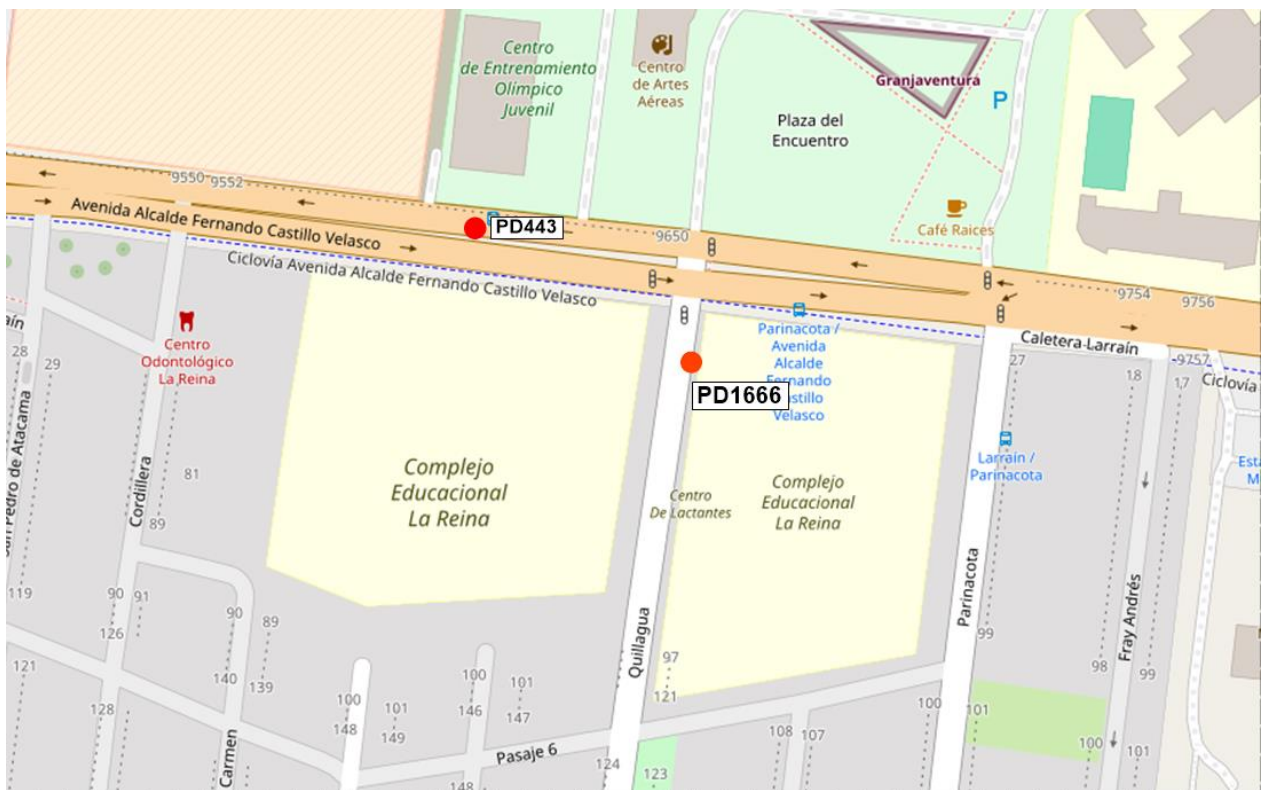 Centro
de Entrenamiento
Olímpico
Juvenil
Centro
de Artes
Aéreas
Granjaventura
P
Plaza del
Encuentro
9550
9552
PD443
Avenida Alcalde Fernando Castillo Velasco
9650
Café Raices
9754
9756
Ciclovía Avenida Alcalde Fernando Castillo Velasco
Parinacota /
Avenida
Alcalde
Fernando
Velasco
Caletera Larraín
9757
Ciclovía
Centro
Odontológico
La Reina
28
29
27
18
17
PD1666
Larraín /
Parinacota
81
89
Cordillera
Complejo
Educacional
La Reina
Centro
De Lactantes
Complejo
Educacional
La Reina
Pedro de Atacama
119
90
91
126
90
89
121
140
139
128
Carmen
100
148
101
149
100
146
101
147
148
Pasaje 6
Quillagua
97
121
124
123
108
107
Parinacota
99
100
101
Fray Andrés
98
99
100
101